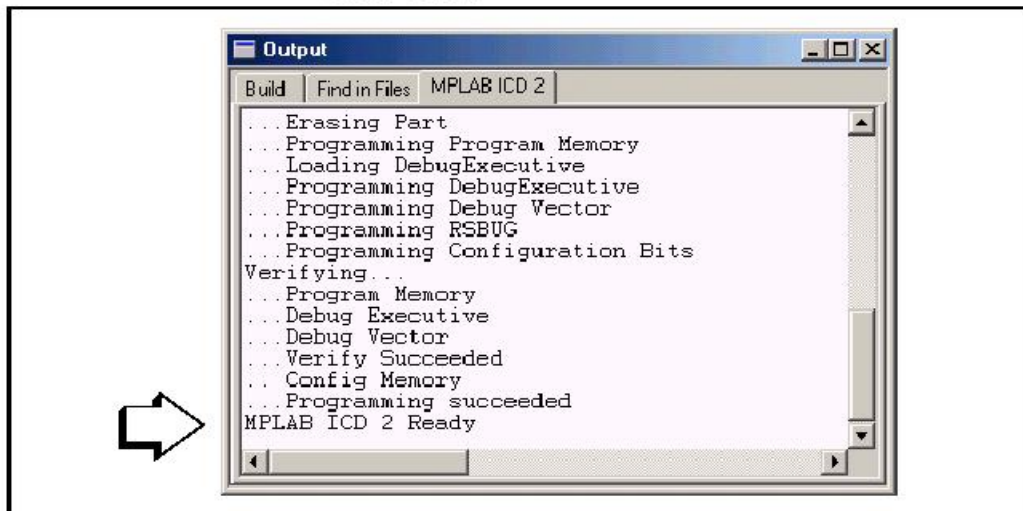 Output
Build Find in Files MPLAB ICD 2
...Erasing Part
...Programming Program Memory
...Loading DebugExecutive
...Programming DebugExecutive
...Programming Debug Vector
...Programming RSBUG
...Programming Configuration Bits
Verifying...
...Program Memory
...Debug Executive
...Debug Vector
...Verify Succeeded
.. Config Memory
...Programming succeeded
MPLAB ICD 2 Ready